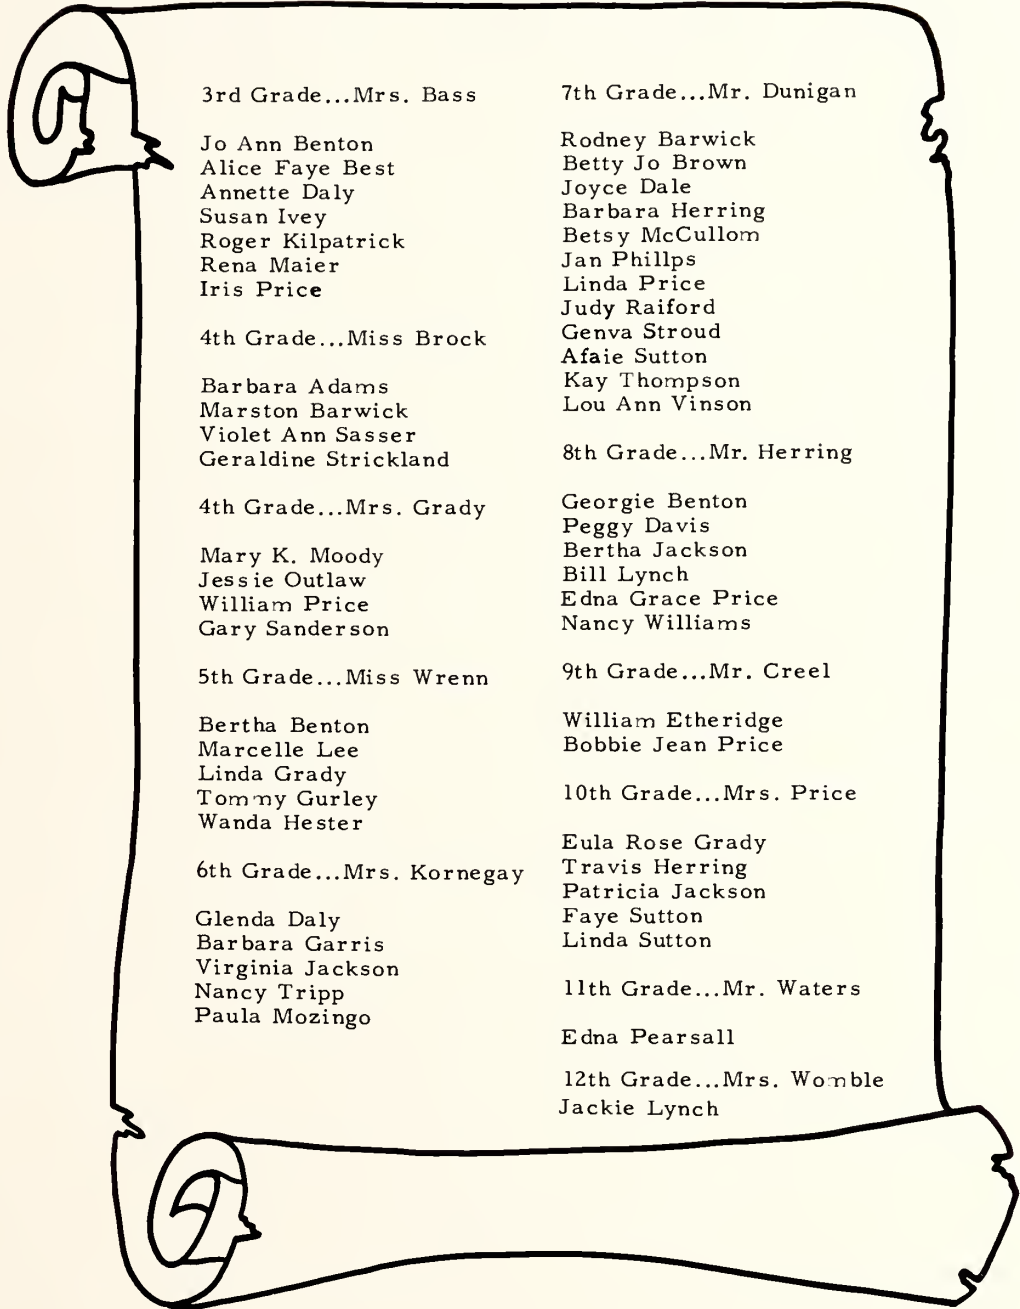 3rd Grade...Mrs. Bass
Jo Ann Benton
Alice Faye Best
Annette Daly
Susan Ivey
Roger Kilpatrick
Rena Maier
Iris Price
4th Grade...Miss Brock
Barbara Adams
Marston Barwick
Violet Ann Sasser
Geraldine Strickland
4th Grade...Mrs. Grady
Mary K. Moody
Jessie Outlaw
William Price
Gary Sanderson
5th Grade...Miss Wrenn
Bertha Benton
Marcelle Lee
Linda Grady
Tommy Gurley
Wanda Hester
6th Grade...Mrs. Kornegay
Glenda Daly
Barbara Garris
Virginia Jackson
Nancy Tripp
Paula Mozingo
7th Grade...Mr. Dunigan
Rodney Barwick
Betty Jo Brown
Joyce Dale
Barbara Herring
Betsy McCullom
Jan Phillps
Linda Price
Judy Raiford
Genva Stroud
Afaie Sutton
Kay Thompson
Lou Ann Vinson
8th Grade...Mr. Herring
Georgie Benton
Peggy Davis
Bertha Jackson
Bill Lynch
Edna Grace Price
Nancy Williams
9th Grade...Mr. Creel
William Etheridge
Bobbie Jean Price
10th Grade...Mrs. Price
Eula Rose Grady
Travis Herring
Patricia Jackson
Faye Sutton
Linda Sutton
11th Grade...Mr. Waters
Edna Pearsall
12th Grade...Mrs. Womble
Jackie Lynch